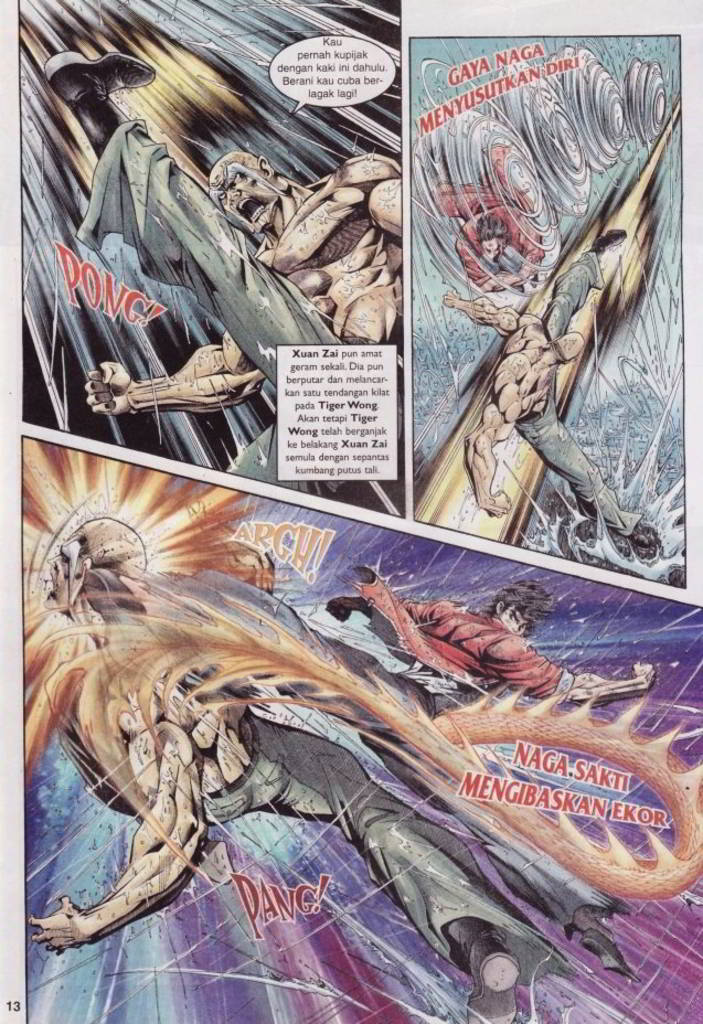 Kau
pernah kupijak
dengan kaki ini dahulu.
Berani kau cuba ber-
lagak lagi!
PONG!
Xuan Zai pun amat
geram sekali. Dia pun
berputar dan melancar-
kan satu tendangan kilat
pada Tiger Wong.
Akan tetapi Tiger
Wong telah berganjak
ke belakang Xuan Zai
semula dengan sepantas
kumbang putus tali.
GAYA NAGA
MENYUSUTKAN DIRI
ARGH!
NAGA SAKTI
MENGIBASKAN EKOR
PANG!
13